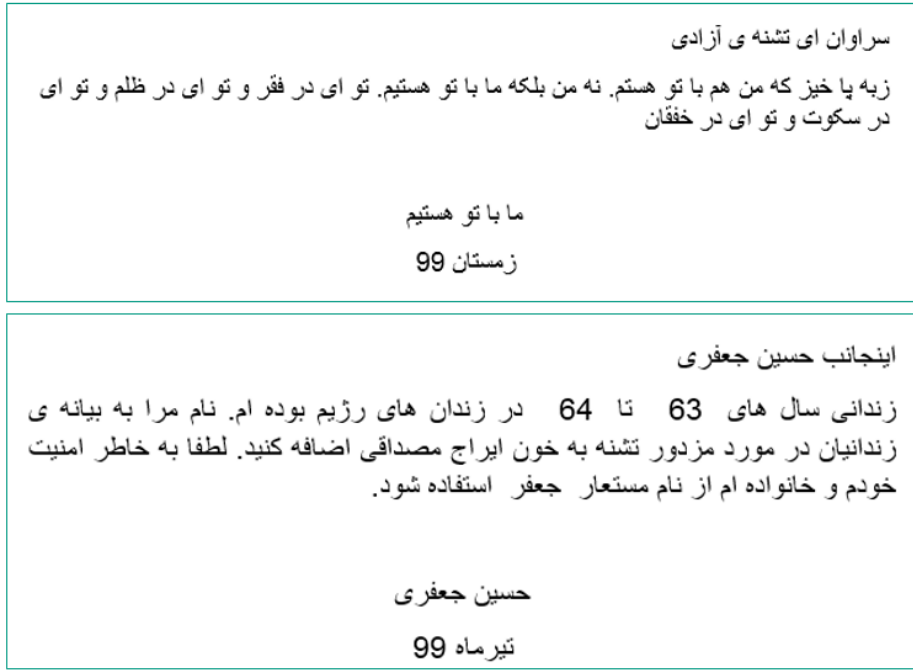 سراوان ای تشنه ی آزادی
زبه پا خیز که من هم با تو هستم. نه من بلکه ما با تو هستیم. تو ای در فقر و تو ای در ظلم و تو ای
در سکوت و تو ای در خفقان
ما با تو هستیم
زمستان 99
اینجانب حسین جعفری
زندانی سال های 63 تا 64 در زندان های رژیم بوده ام. نام مرا به بیانه ی
زندانیان در مورد مزدور تشنه به خون ایراج مصداقی اضافه کنید. لطفا به خاطر امنیت
خودم و خانواده ام از نام مستعار جعفر استفاده شود.
حسین جعفری
تیرماه 99